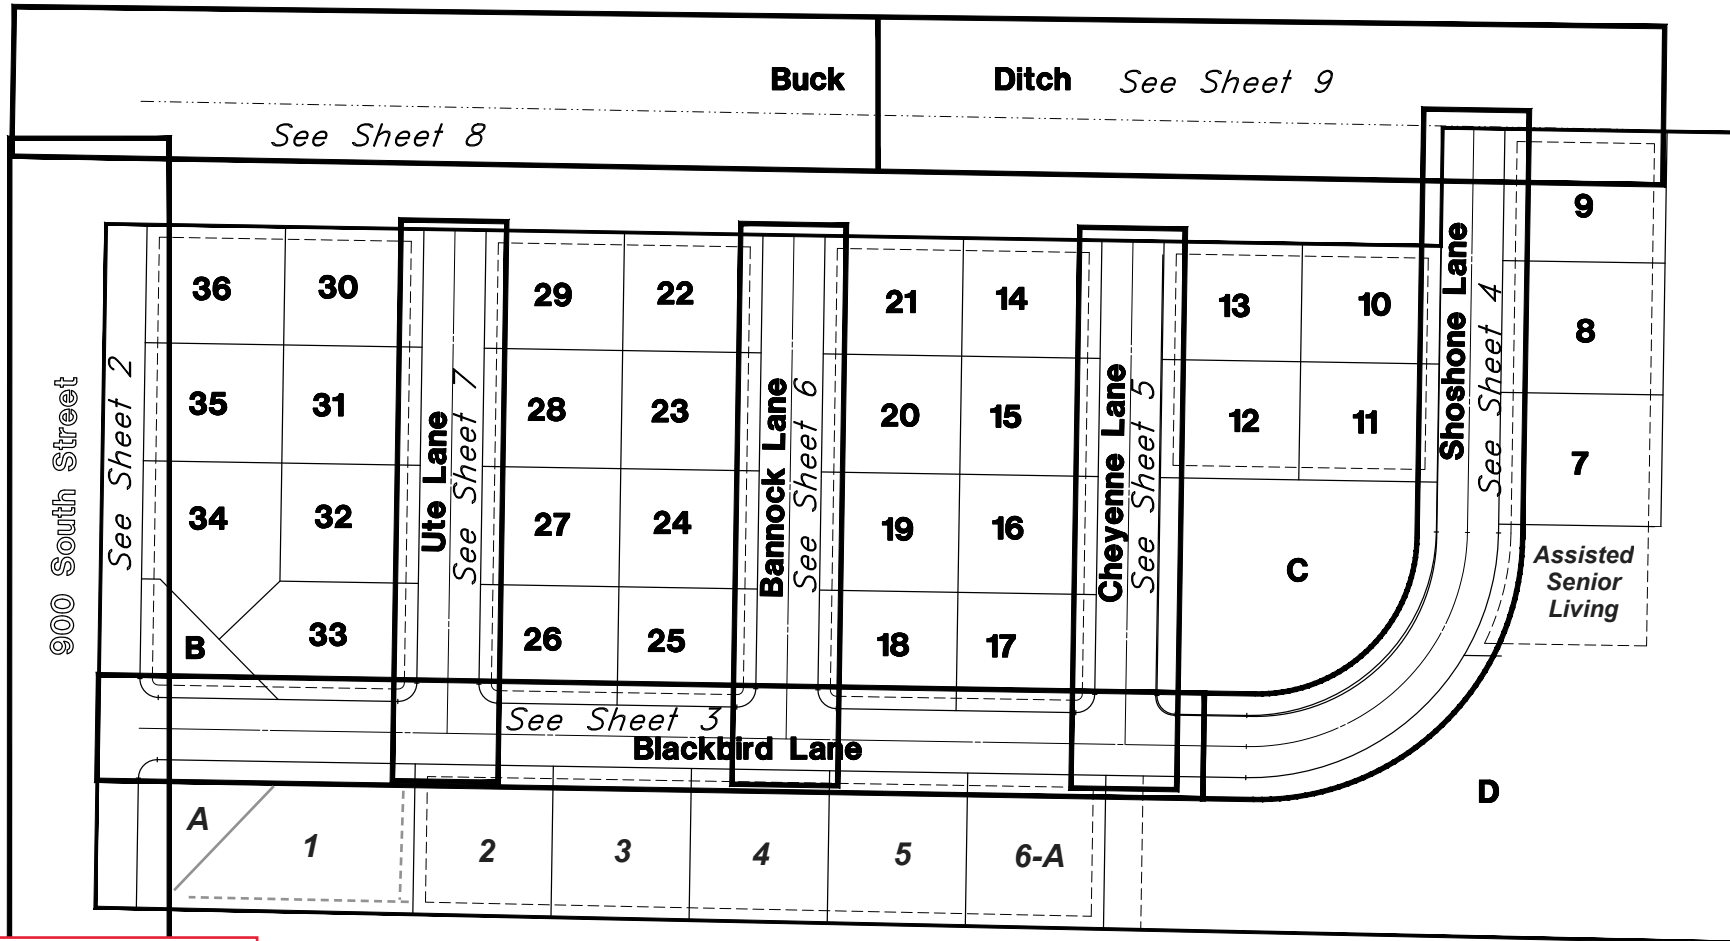 Buck Ditch See Sheet 9
See Sheet 8
9
36 30 29 22 21 14 13 10
8
35 31 28 23 20 15 12 11
7
34 32 27 24 19 16
C
Assisted
Senior
Living
B 33 26 25 18 17
900 South Street
See Sheet 2
Ute Lane
See Sheet 7
Bannock Lane
See Sheet 6
Cheyenne Lane
See Sheet 5
Shoshone Lane
See Sheet 4
See Sheet 3
Blackbird Lane
D
A 1 2 3 4 5 6-A